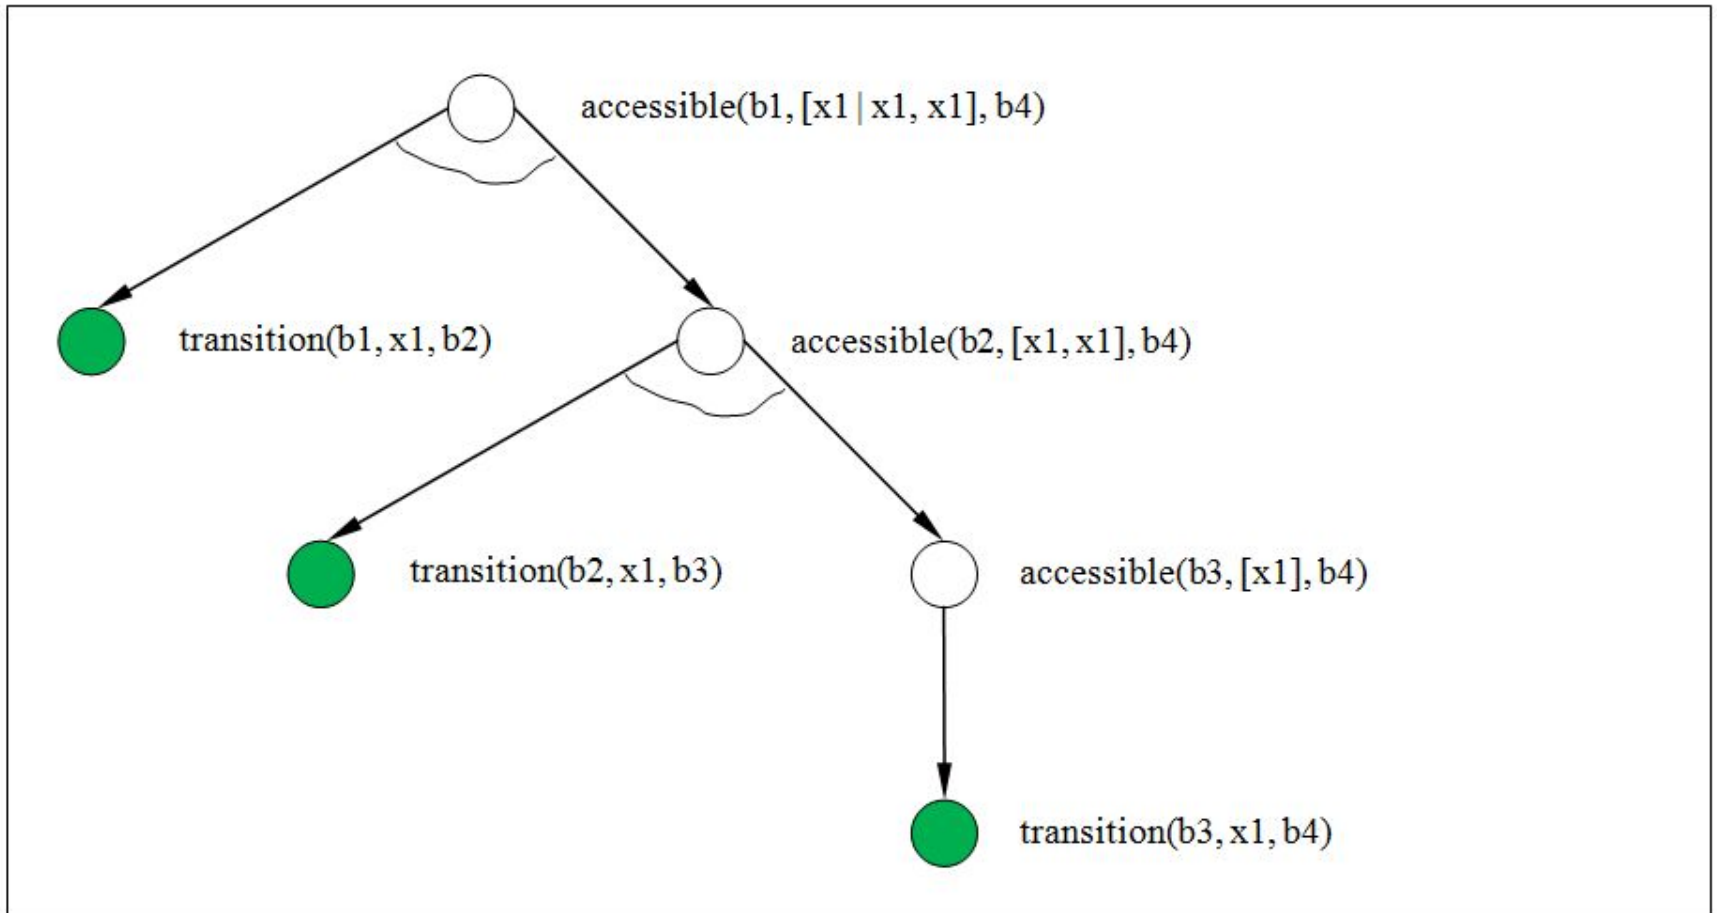 accessible(b1, [x1 | x1, x1], b4)
transition(b1, x1, b2)
accessible(b2, [x1, x1], b4)
transition(b2, x1, b3)
accessible(b3, [x1], b4)
transition(b3, x1, b4)